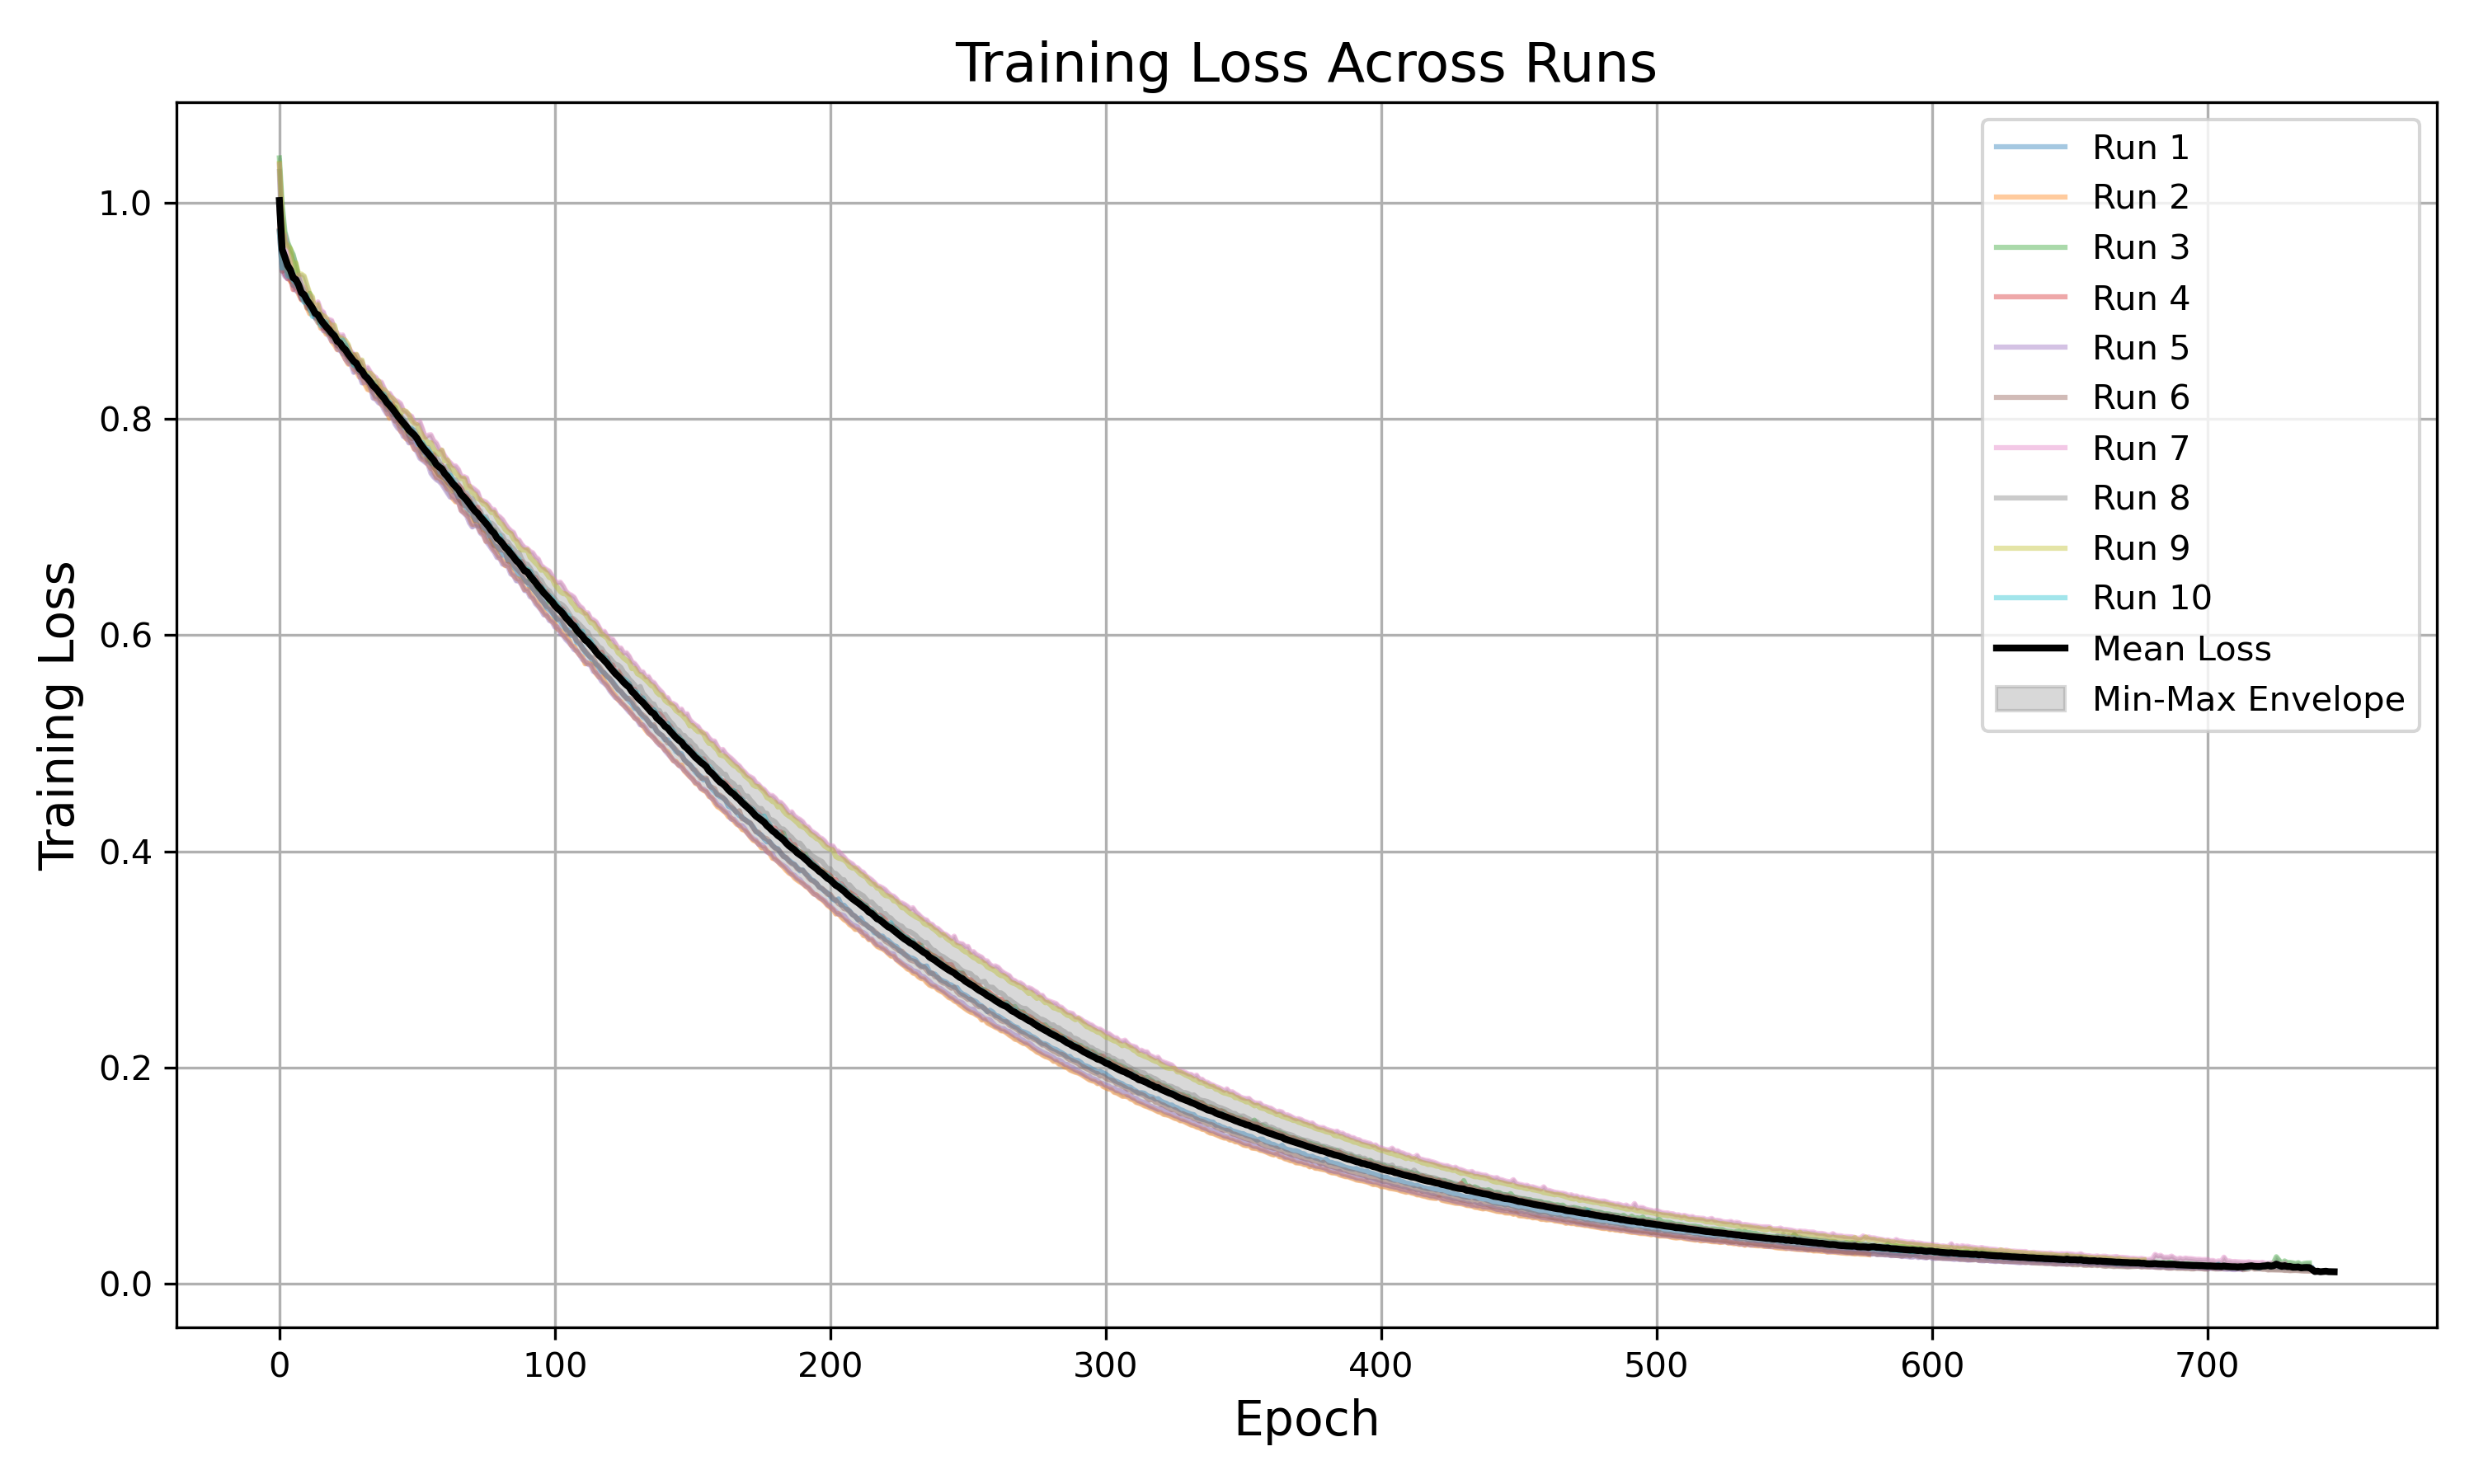 Training Loss Across Runs
Training Loss
1.0
0.8
0.6
0.4
0.2
0.0
0
100
200
300
400
500
600
700
Epoch
Run 1
Run 2
Run 3
Run 4
Run 5
Run 6
Run 7
Run 8
Run 9
Run 10
Mean Loss
Min-Max Envelope